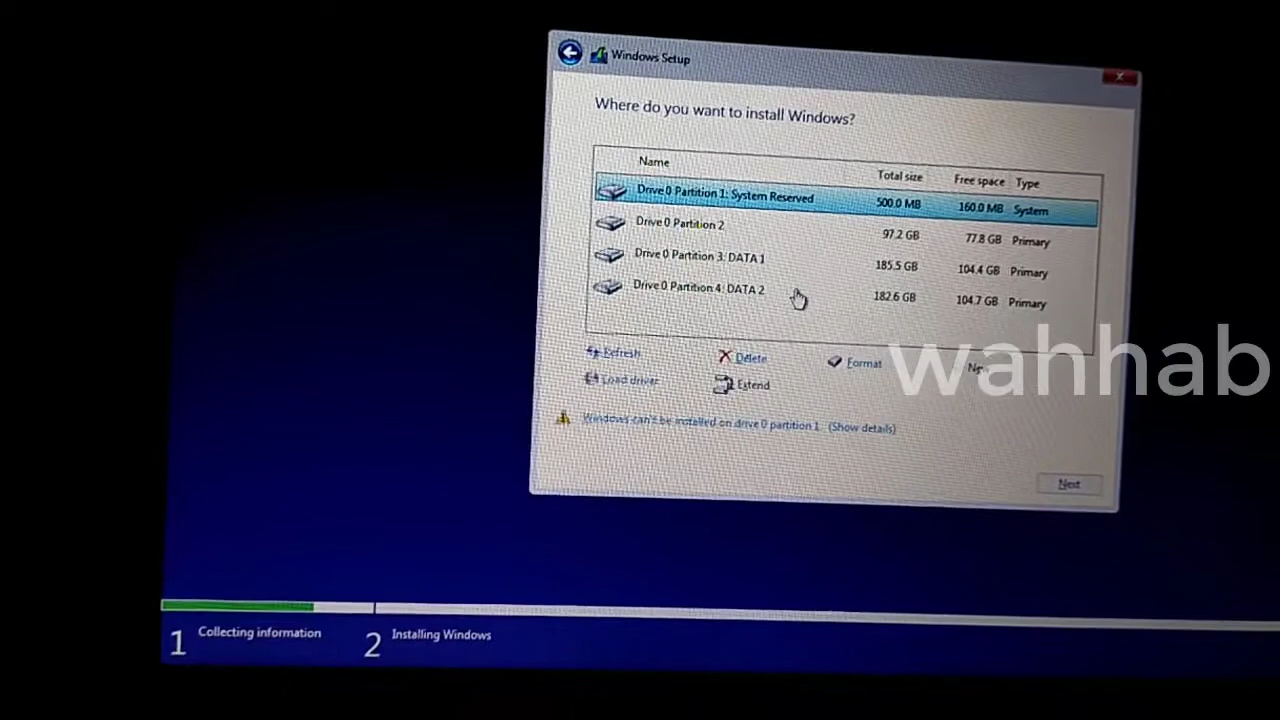 Windows Setup
Where do you want to install Windows?
Name Total size Free space Type
Drive 0 Partition 1: System Reserved 500.0 MB 160.0 MB System
Drive 0 Partition 2 97.2 GB 77.8 GB Primary
Drive 0 Partition 3: DATA 1 185.5 GB 104.4 GB Primary
Drive 0 Partition 4: DATA 2 182.6 GB 104.7 GB Primary
Refresh Delete Format
wahhab
Load driver Extend
Windows can't be installed on drive 0 partition 1. (Show details)
Next
1 Collecting information 2 Installing Windows